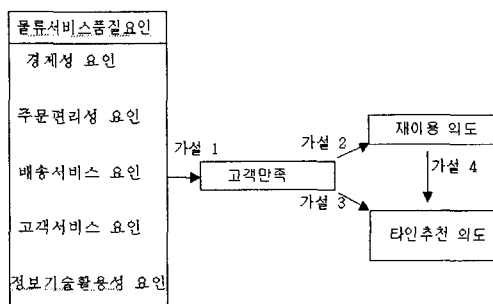 물류서비스품질요인
경제성 요인
주문편리성 요인
배송서비스 요인
고객서비스 요인
정보기술활용성 요인
가설 1
고객만족
가설 2
가설 3
재이용 의도
가설 4
타인추천 의도